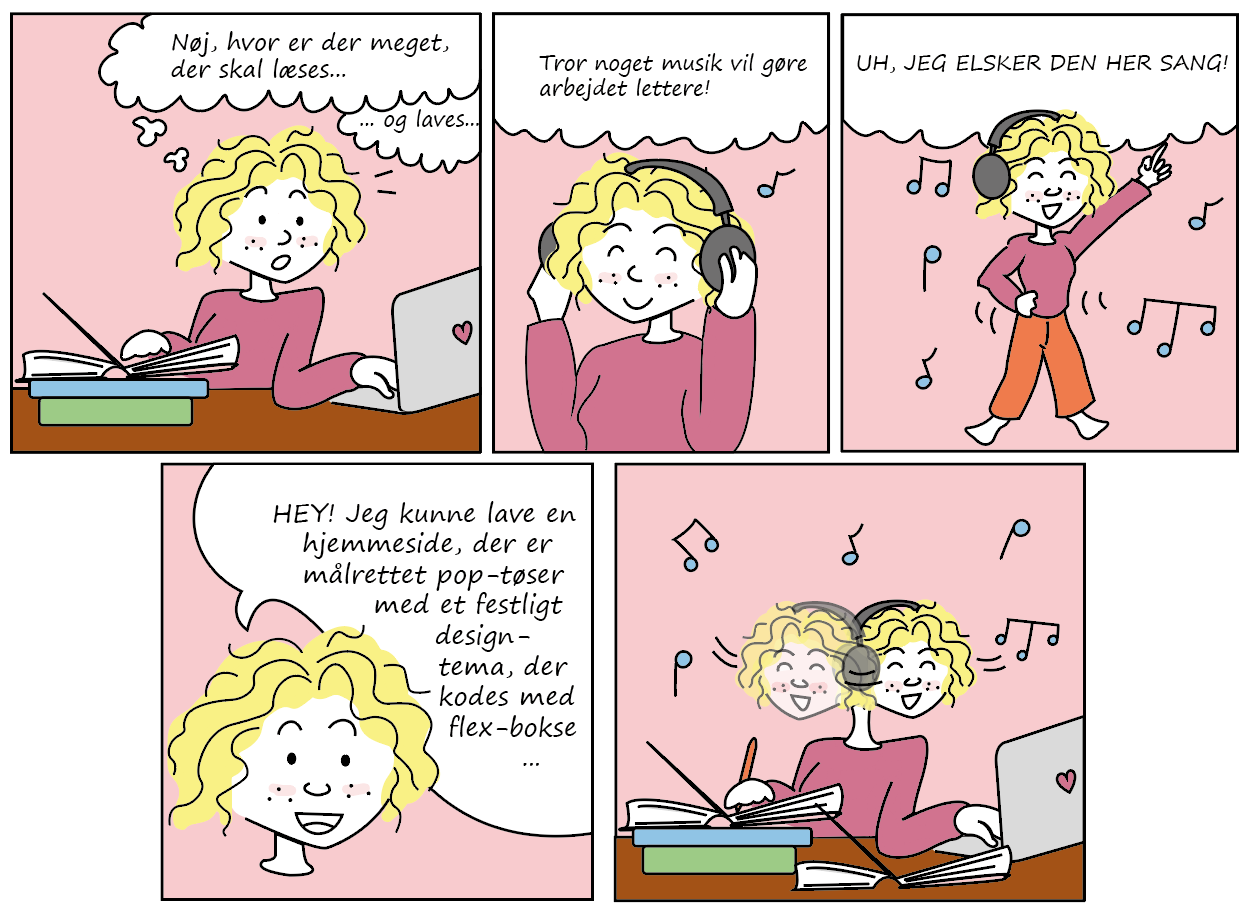 Nøj, hvor er der meget,
der skal læses...
... og laves...
Tror noget musik vil gøre
arbejdet lettere!
UH, JEG ELSKER DEN HER SANG!
HEY! Jeg kunne lave en
hjemmeside, der er
målrettet pop-tøser
med et festligt
design-
tema, der
kodes med
flex-bokse
...